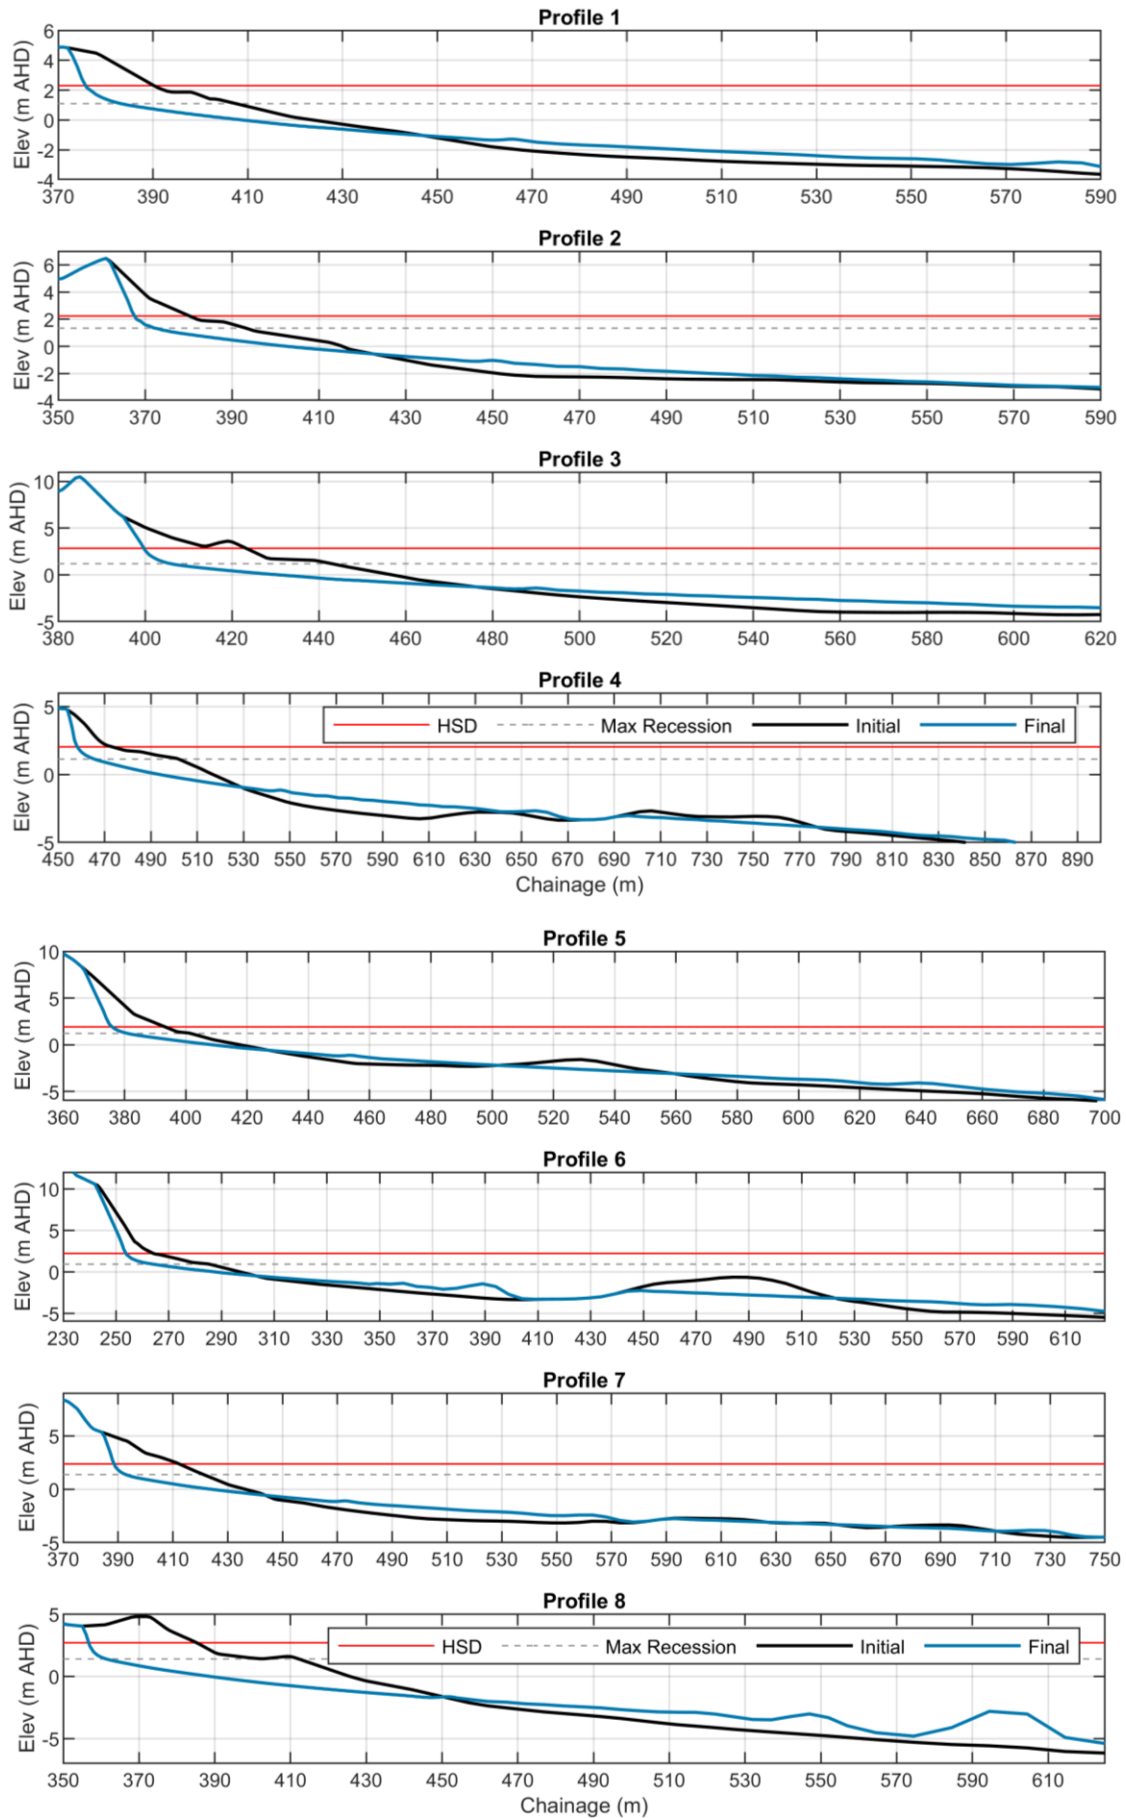 Profile 1
Elev (m AHD)
6
4
2
0
-2
-4
370 390 410 430 450 470 490 510 530 550 570 590
Profile 2
Elev (m AHD)
6
4
2
0
-2
-4
350 370 390 410 430 450 470 490 510 530 550 570 590
Profile 3
Elev (m AHD)
10
5
0
-5
380 400 420 440 460 480 500 520 540 560 580 600 620
Profile 4
Elev (m AHD)
5
0
-5
HSD Max Recession Initial Final
450 470 490 510 530 550 570 590 610 630 650 670 690 710 730 750 770 790 810 830 850 870 890
Chainage (m)
Profile 5
Elev (m AHD)
10
5
0
-5
360 380 400 420 440 460 480 500 520 540 560 580 600 620 640 660 680 700
Profile 6
Elev (m AHD)
10
5
0
-5
230 250 270 290 310 330 350 370 390 410 430 450 470 490 510 530 550 570 590 610
Profile 7
Elev (m AHD)
5
0
-5
370 390 410 430 450 470 490 510 530 550 570 590 610 630 650 670 690 710 730 750
Profile 8
Elev (m AHD)
5
0
-5
HSD Max Recession Initial Final
350 370 390 410 430 450 470 490 510 530 550 570 590 610
Chainage (m)